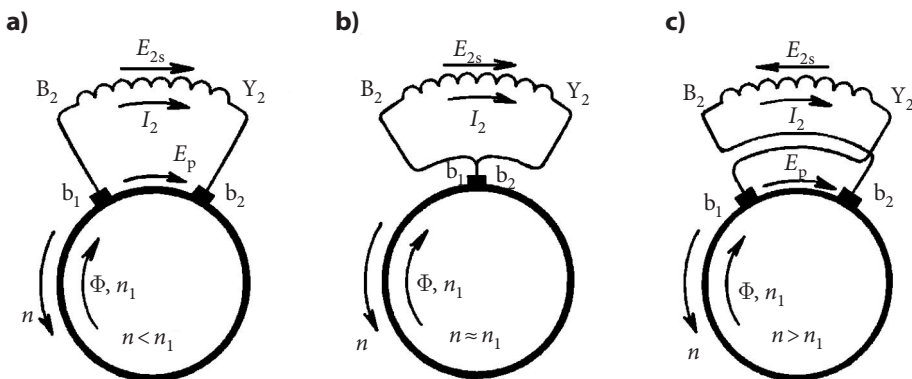 a)
E2s
B2
Y2
I2
Ep
b1
b2
Φ, n1
n
n < n1
b)
E2s
B2
Y2
I2
b1
b2
Φ, n1
n
n ≈ n1
c)
E2s
B2
Y2
I2
Ep
b1
b2
Φ, n1
n
n > n1